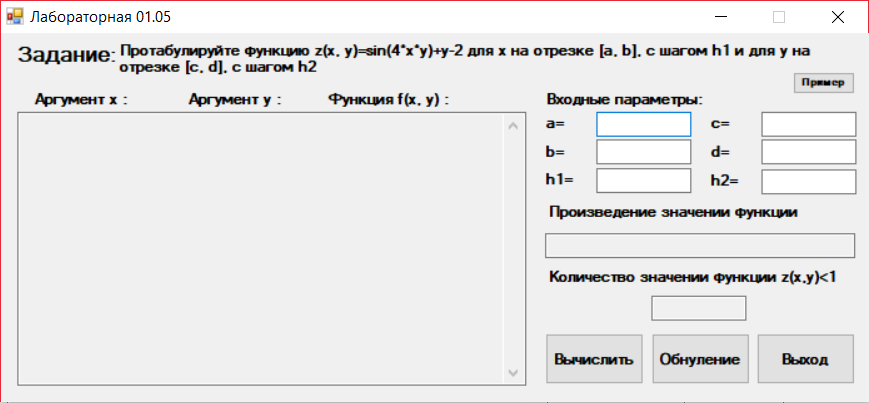 Лабораторная 01.05
Задание: Протабулируйте функцию z(x, y)=sin(4*x*y)+y-2 для x на отрезке [a, b], с шагом h1 и для y на
отрезке [c, d], с шагом h2
Пример
Аргумент x : Аргумент y : Функция f(x, y) :
Входные параметры:
a= c=
b= d=
h1= h2=
Произведение значении функции
Количество значении функции z(x,y)<1
Вычислить Обнуление Выход